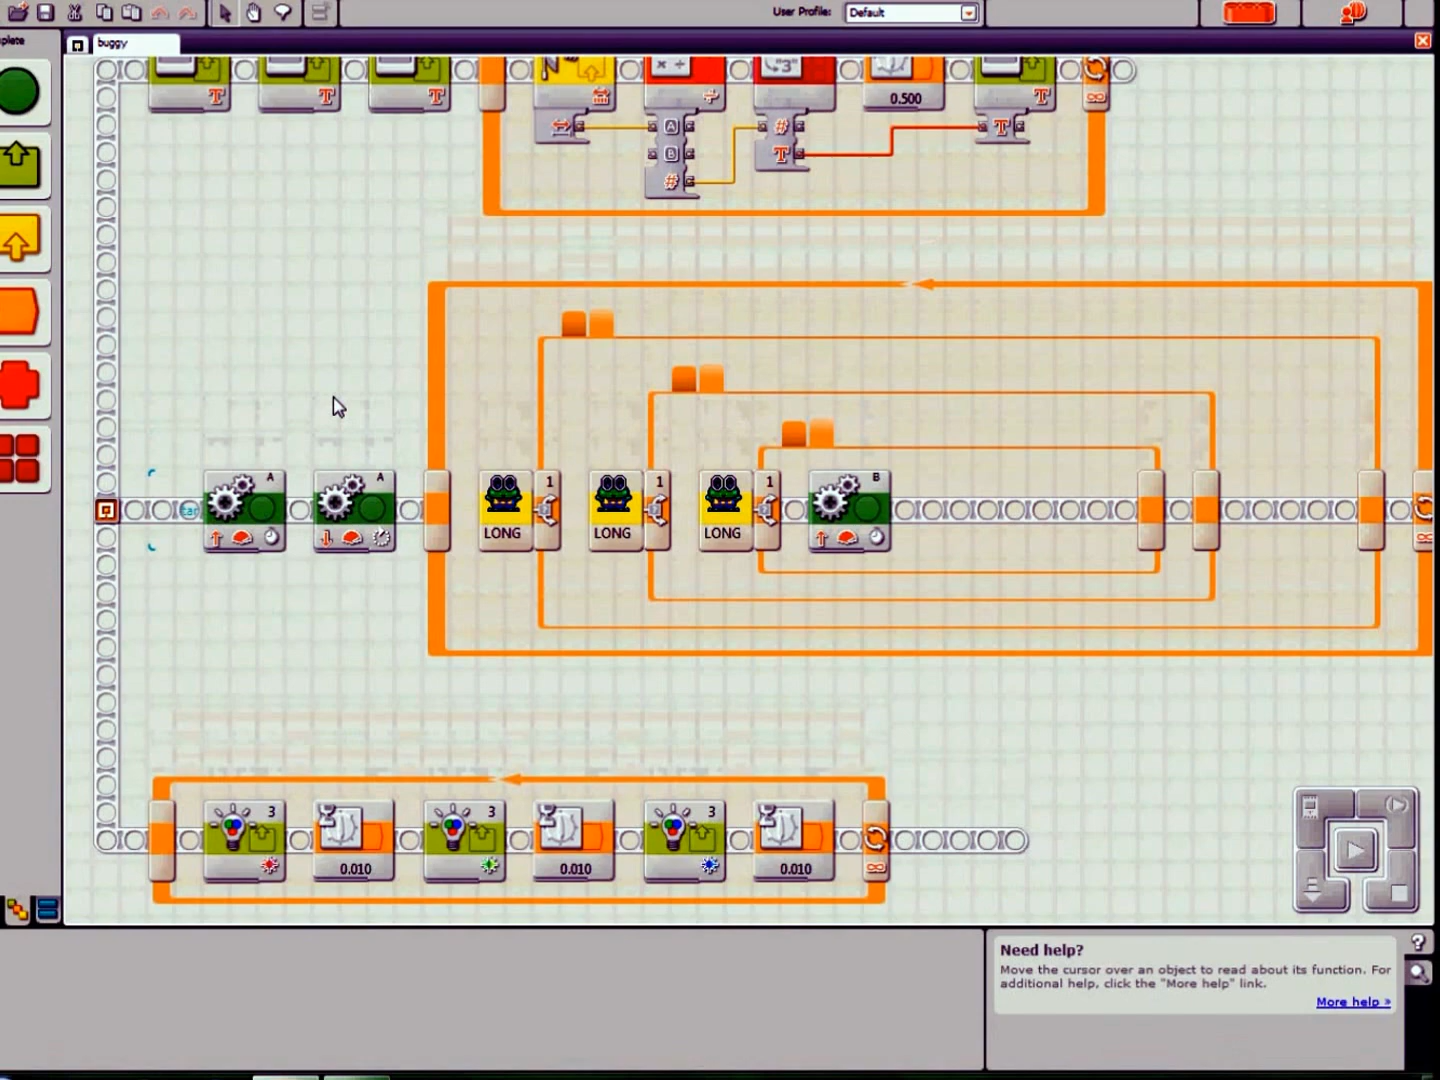 User Profile: Default
plete
buggy
N × ÷ "3"
T T T 0.500 T
A #
B T T
#
A A 1 1 1 B
LONG LONG LONG
3 3 3
0.010 0.010 0.010
Need help?
Move the cursor over an object to read about its function. For
additional help, click the "More help" link.
More help »